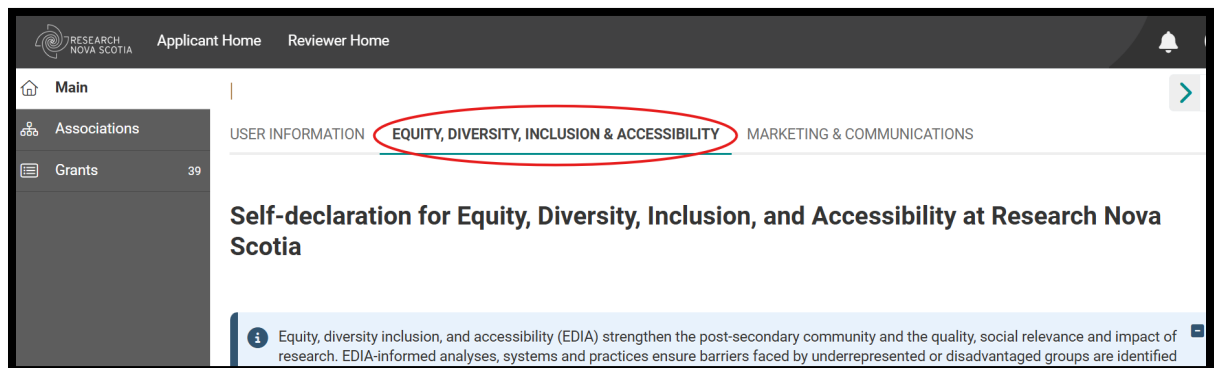 RESEARCH
NOVA SCOTIA
Applicant Home Reviewer Home
Main
Associations
Grants 39
USER INFORMATION EQUITY, DIVERSITY, INCLUSION & ACCESSIBILITY MARKETING & COMMUNICATIONS
Self-declaration for Equity, Diversity, Inclusion, and Accessibility at Research Nova
Scotia
Equity, diversity inclusion, and accessibility (EDIA) strengthen the post-secondary community and the quality, social relevance and impact of
research. EDIA-informed analyses, systems and practices ensure barriers faced by underrepresented or disadvantaged groups are identified